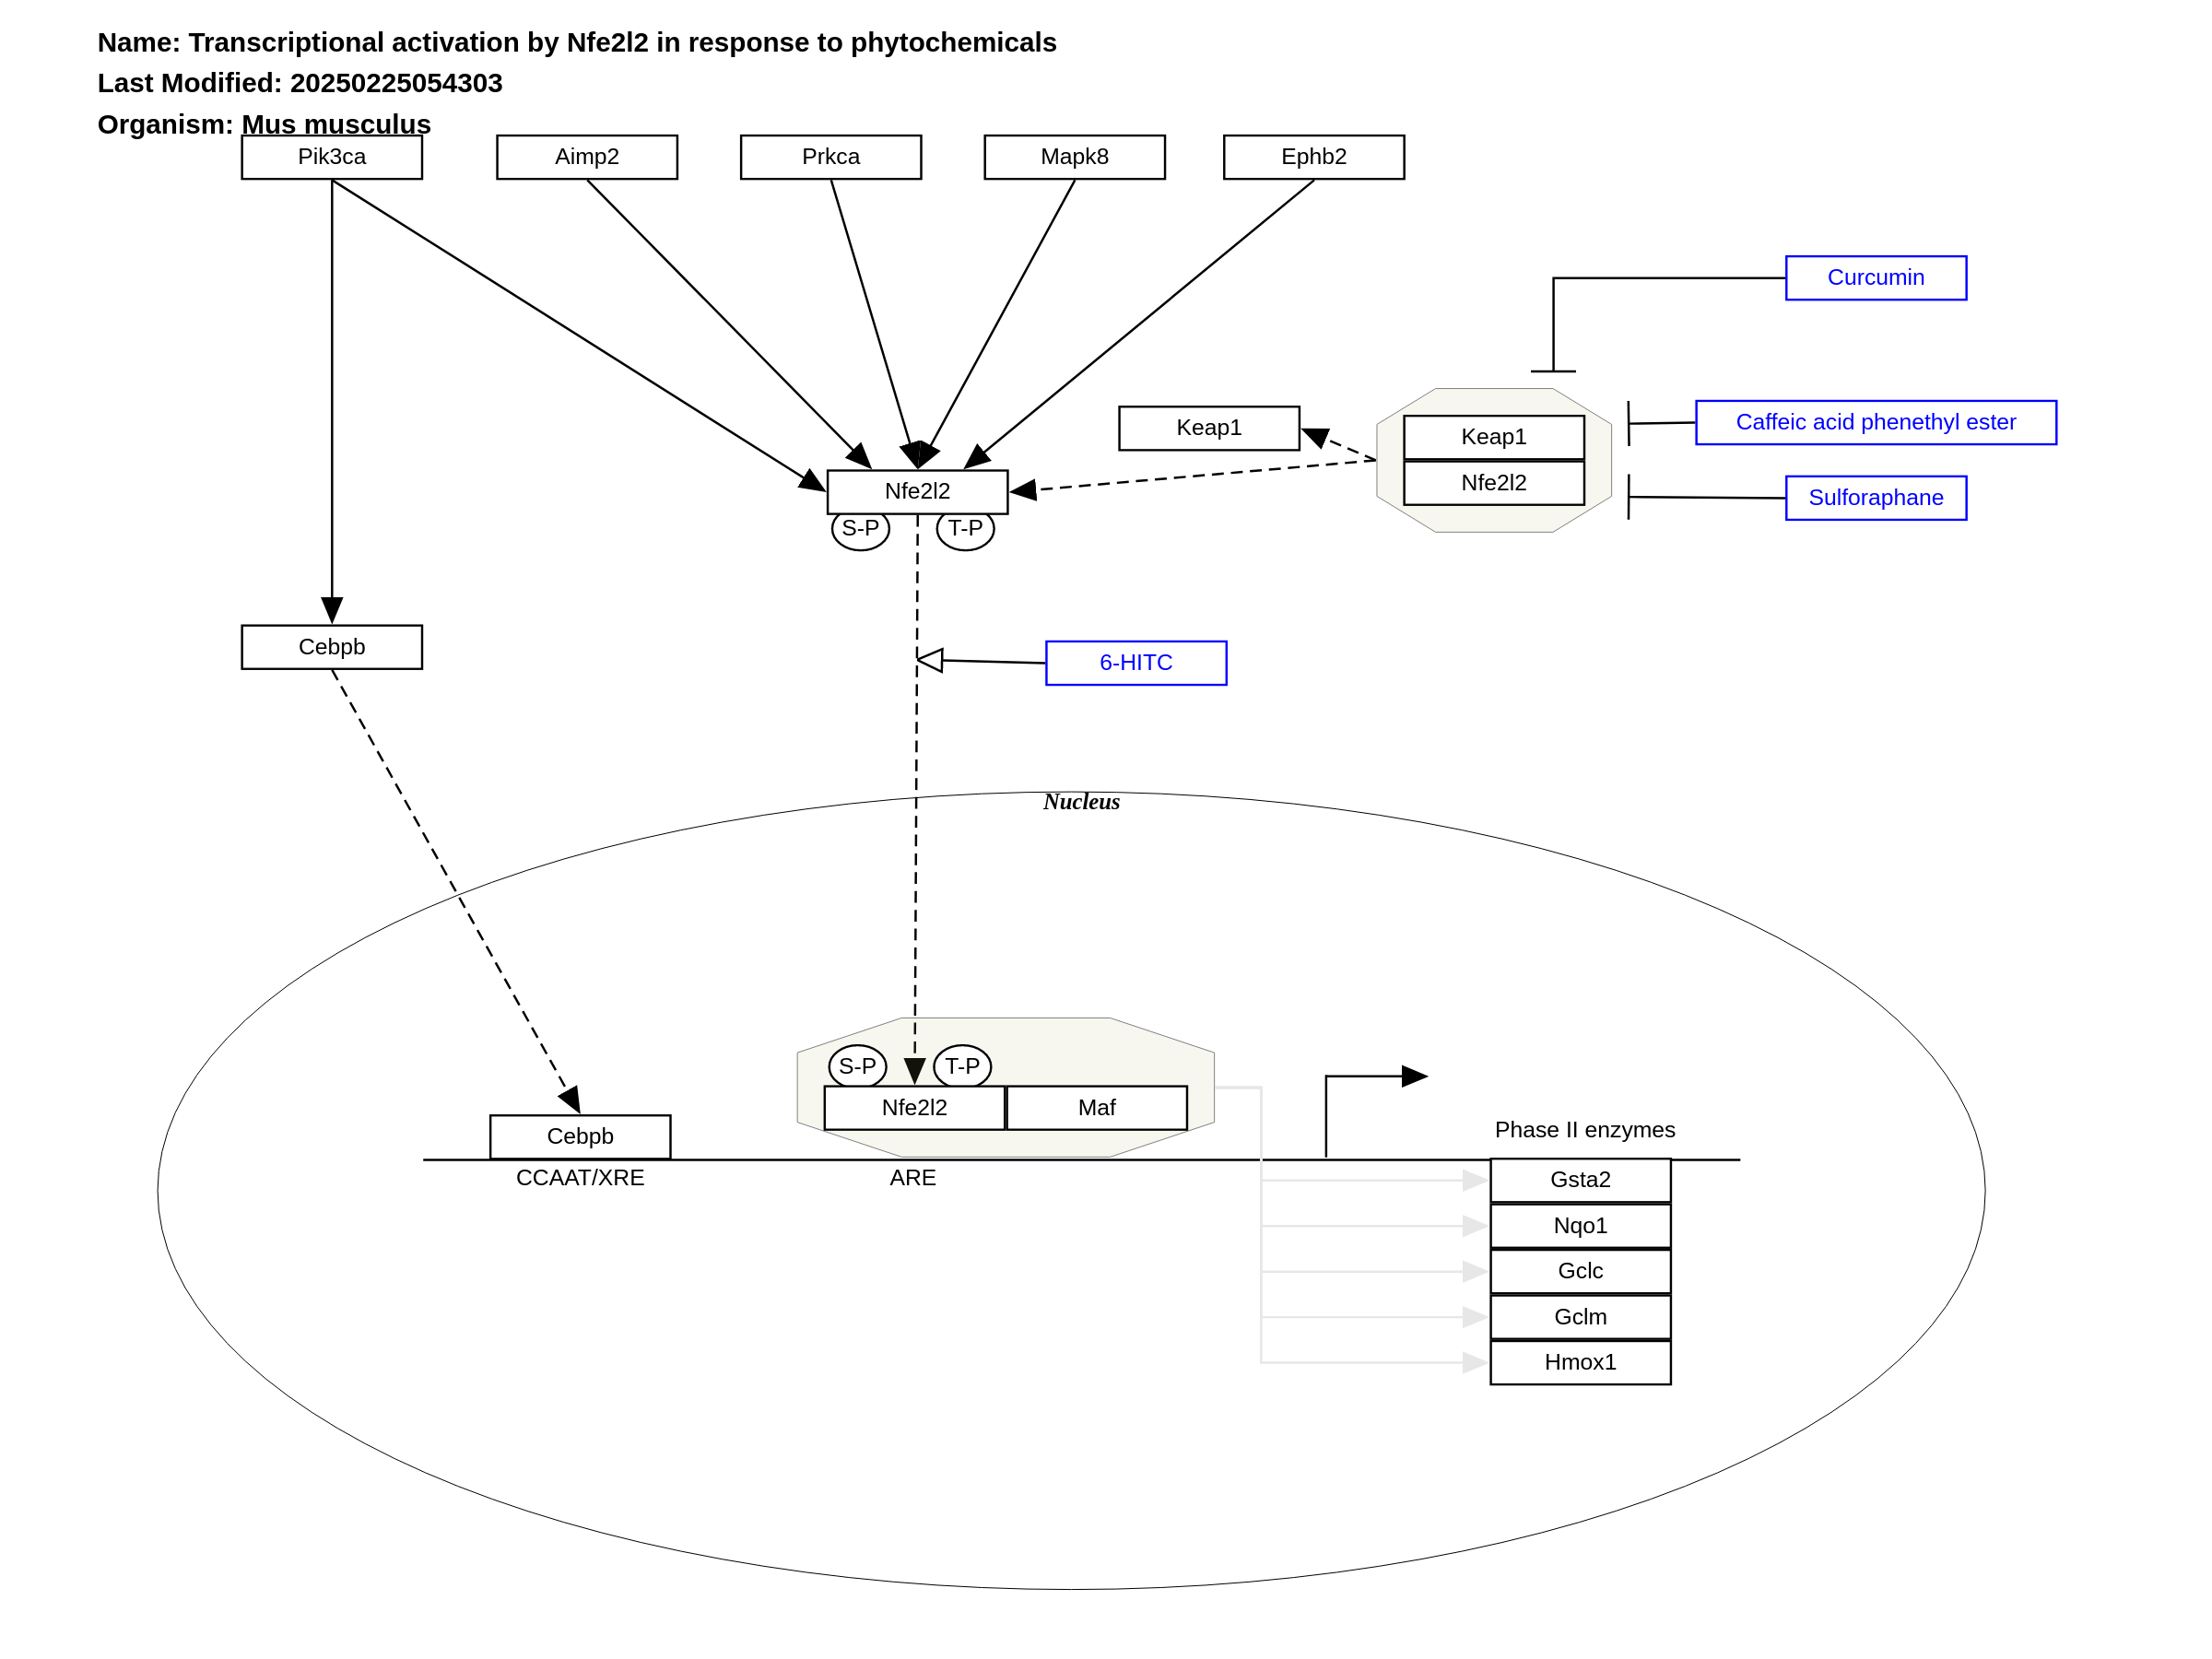 Name: Transcriptional activation by Nfe2l2 in response to phytochemicals
Last Modified: 20250225054303
Organism: Mus musculus
Pik3ca
Aimp2
Prkca
Mapk8
Ephb2
Curcumin
Keap1
Keap1
Caffeic acid phenethyl ester
Nfe2l2
Nfe2l2
Sulforaphane
S-P
T-P
Cebpb
6-HITC
Nucleus
S-P
T-P
Nfe2l2
Maf
Cebpb
Phase II enzymes
CCAAT/XRE
ARE
Gsta2
Nqo1
Gclc
Gclm
Hmox1